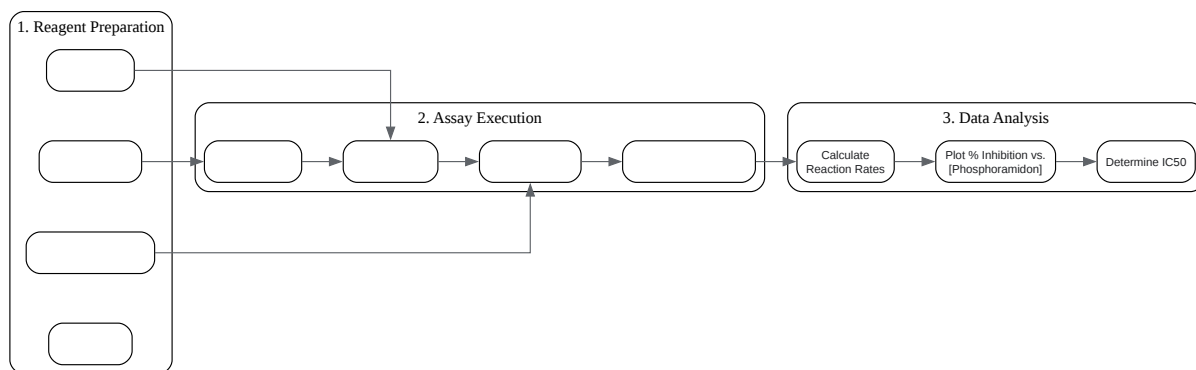 1. Reagent Preparation
2. Assay Execution
3. Data Analysis
Calculate
Reaction Rates
Plot % Inhibition vs.
[Phosphoramidon]
Determine IC50